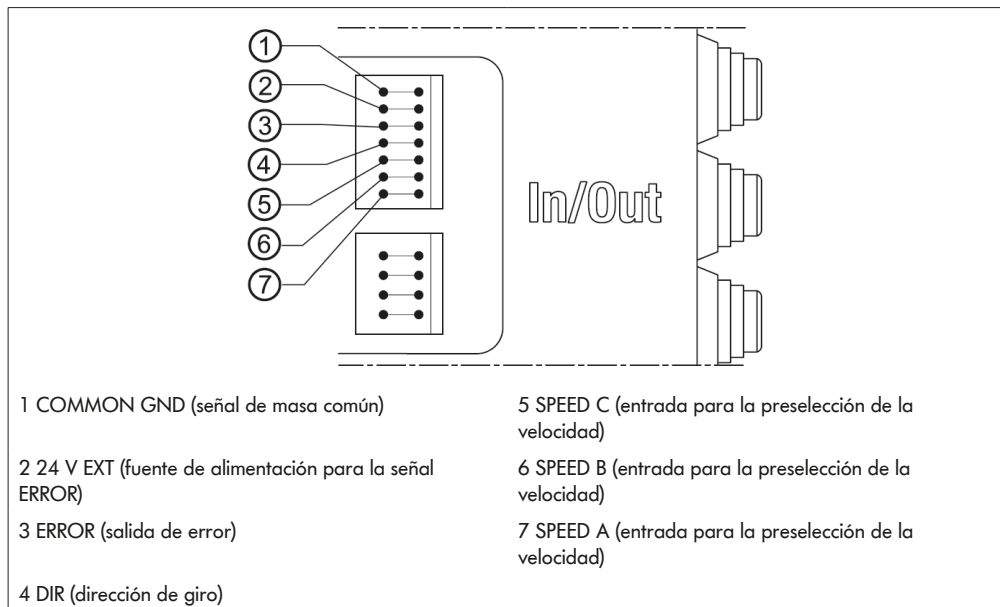 1
2
3
4
5
6
7
In/Out
1 COMMON GND (señal de masa común)
5 SPEED C (entrada para la preselección de la
velocidad)
2 24 V EXT (fuente de alimentación para la señal
ERROR)
6 SPEED B (entrada para la preselección de la
velocidad)
3 ERROR (salida de error)
7 SPEED A (entrada para la preselección de la
velocidad)
4 DIR (dirección de giro)